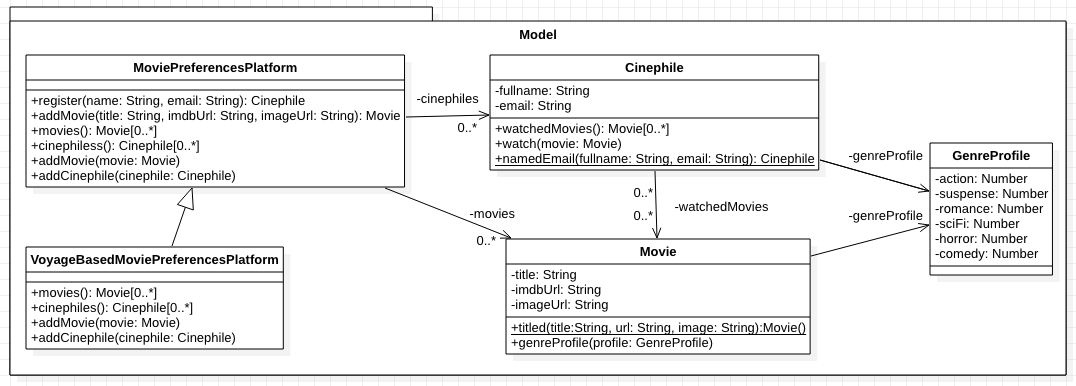 Model
MoviePreferencesPlatform
+register(name: String, email: String): Cinephile
+addMovie(title: String, imdbUrl: String, imageUrl: String): Movie
+movies(): Movie[0..*]
+cinephiless(): Cinephile[0..*]
+addMovie(movie: Movie)
+addCinephile(cinephile: Cinephile)
-cinephiles
0..*
Cinephile
-fullname: String
-email: String
+watchedMovies(): Movie[0..*]
+watch(movie: Movie)
+namedEmail(fullname: String, email: String): Cinephile
-genreProfile
-genreProfile
GenreProfile
-action: Number
-suspense: Number
-romance: Number
-sciFi: Number
-horror: Number
-comedy: Number
-movies
0..*
0..*
0..*
-watchedMovies
VoyageBasedMoviePreferencesPlatform
+movies(): Movie[0..*]
+cinephiles(): Cinephile[0..*]
+addMovie(movie: Movie)
+addCinephile(cinephile: Cinephile)
Movie
-title: String
-imdbUrl: String
-imageUrl: String
+titled(title:String, url: String, image: String):Movie()
+genreProfile(profile: GenreProfile)